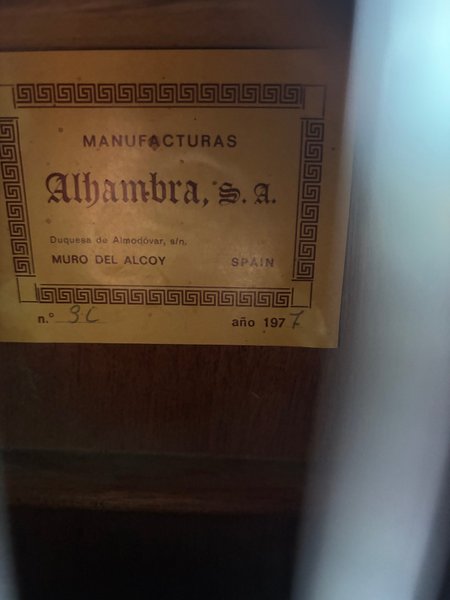 MANUFACTURAS
Alhambra, S. A.
Duquesa de Almodóvar, s/n.
MURO DEL ALCOY SPAIN
n.º 3C año 1977